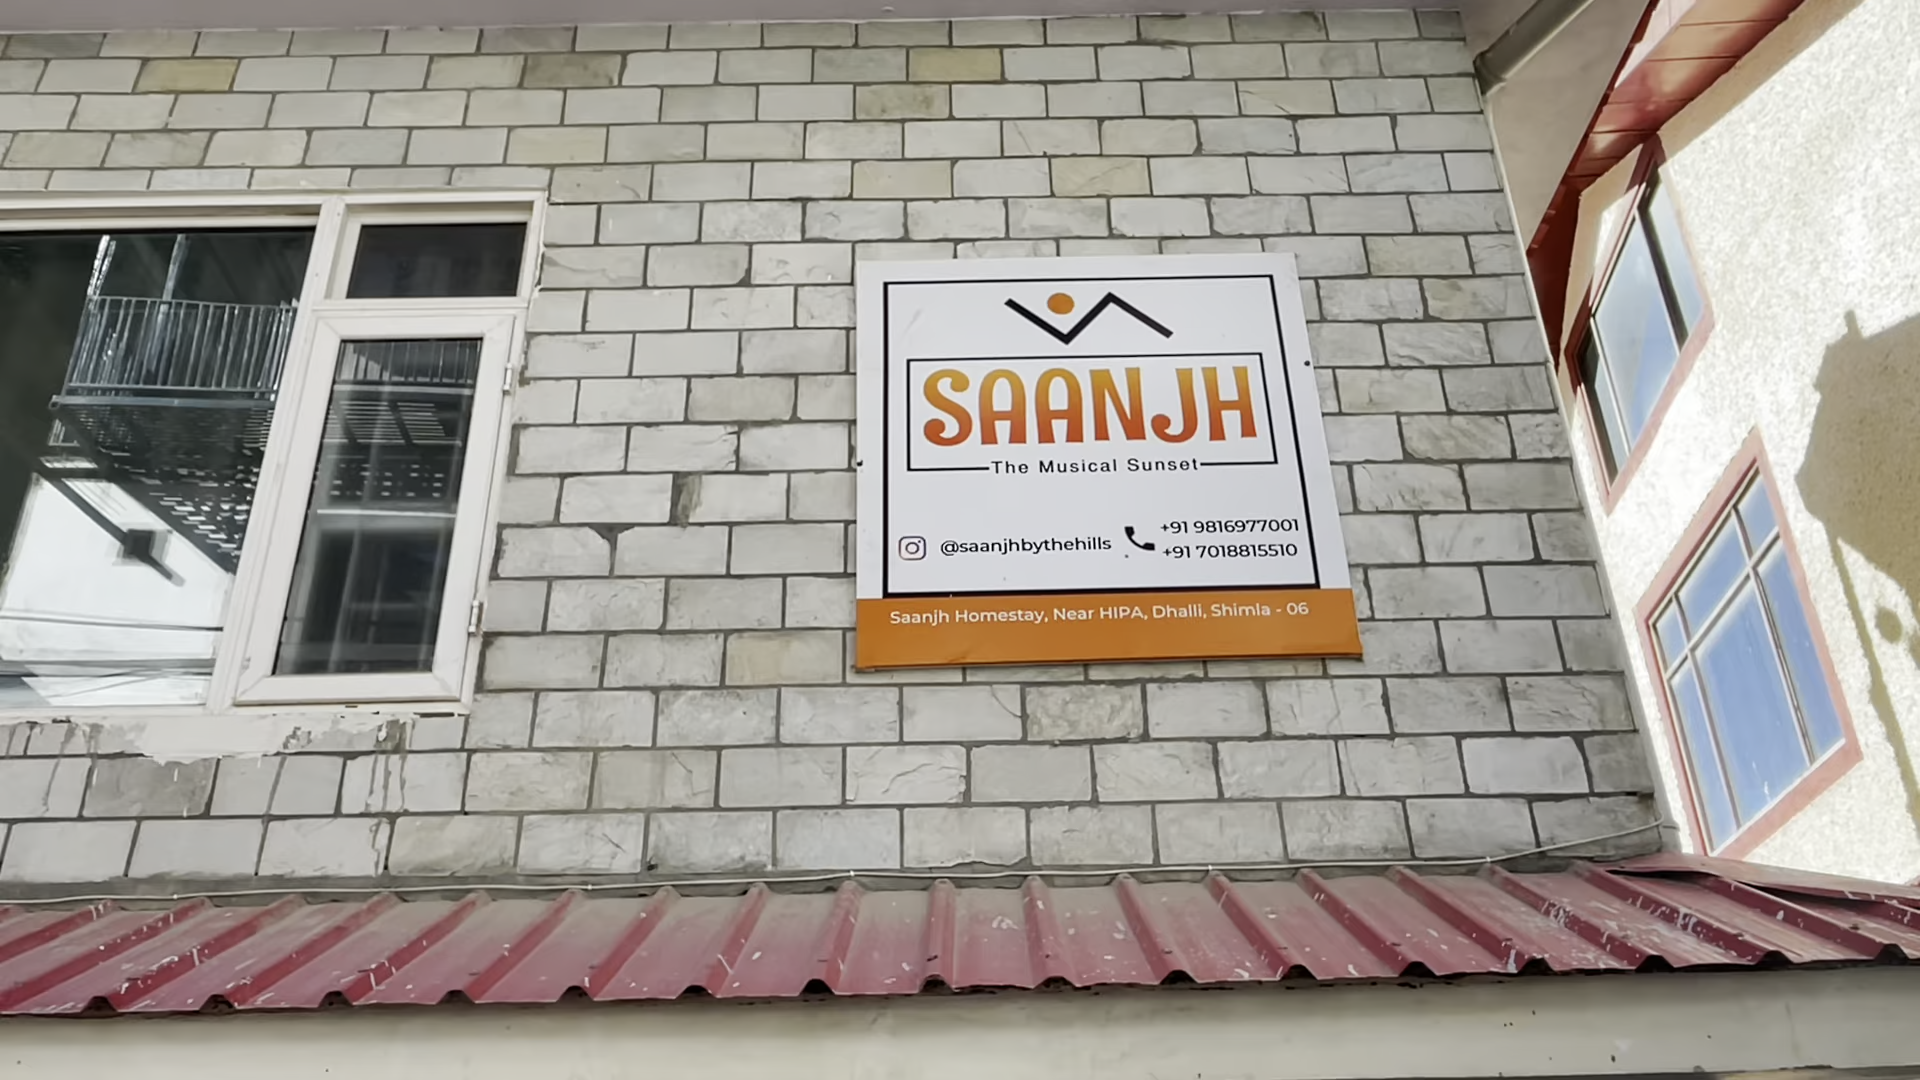 SAANJH
The Musical Sunset
@saanjhbythehills
+91 9816977001
+91 7018815510
Saanjh Homestay, Near HIPA, Dhalli, Shimla - 06